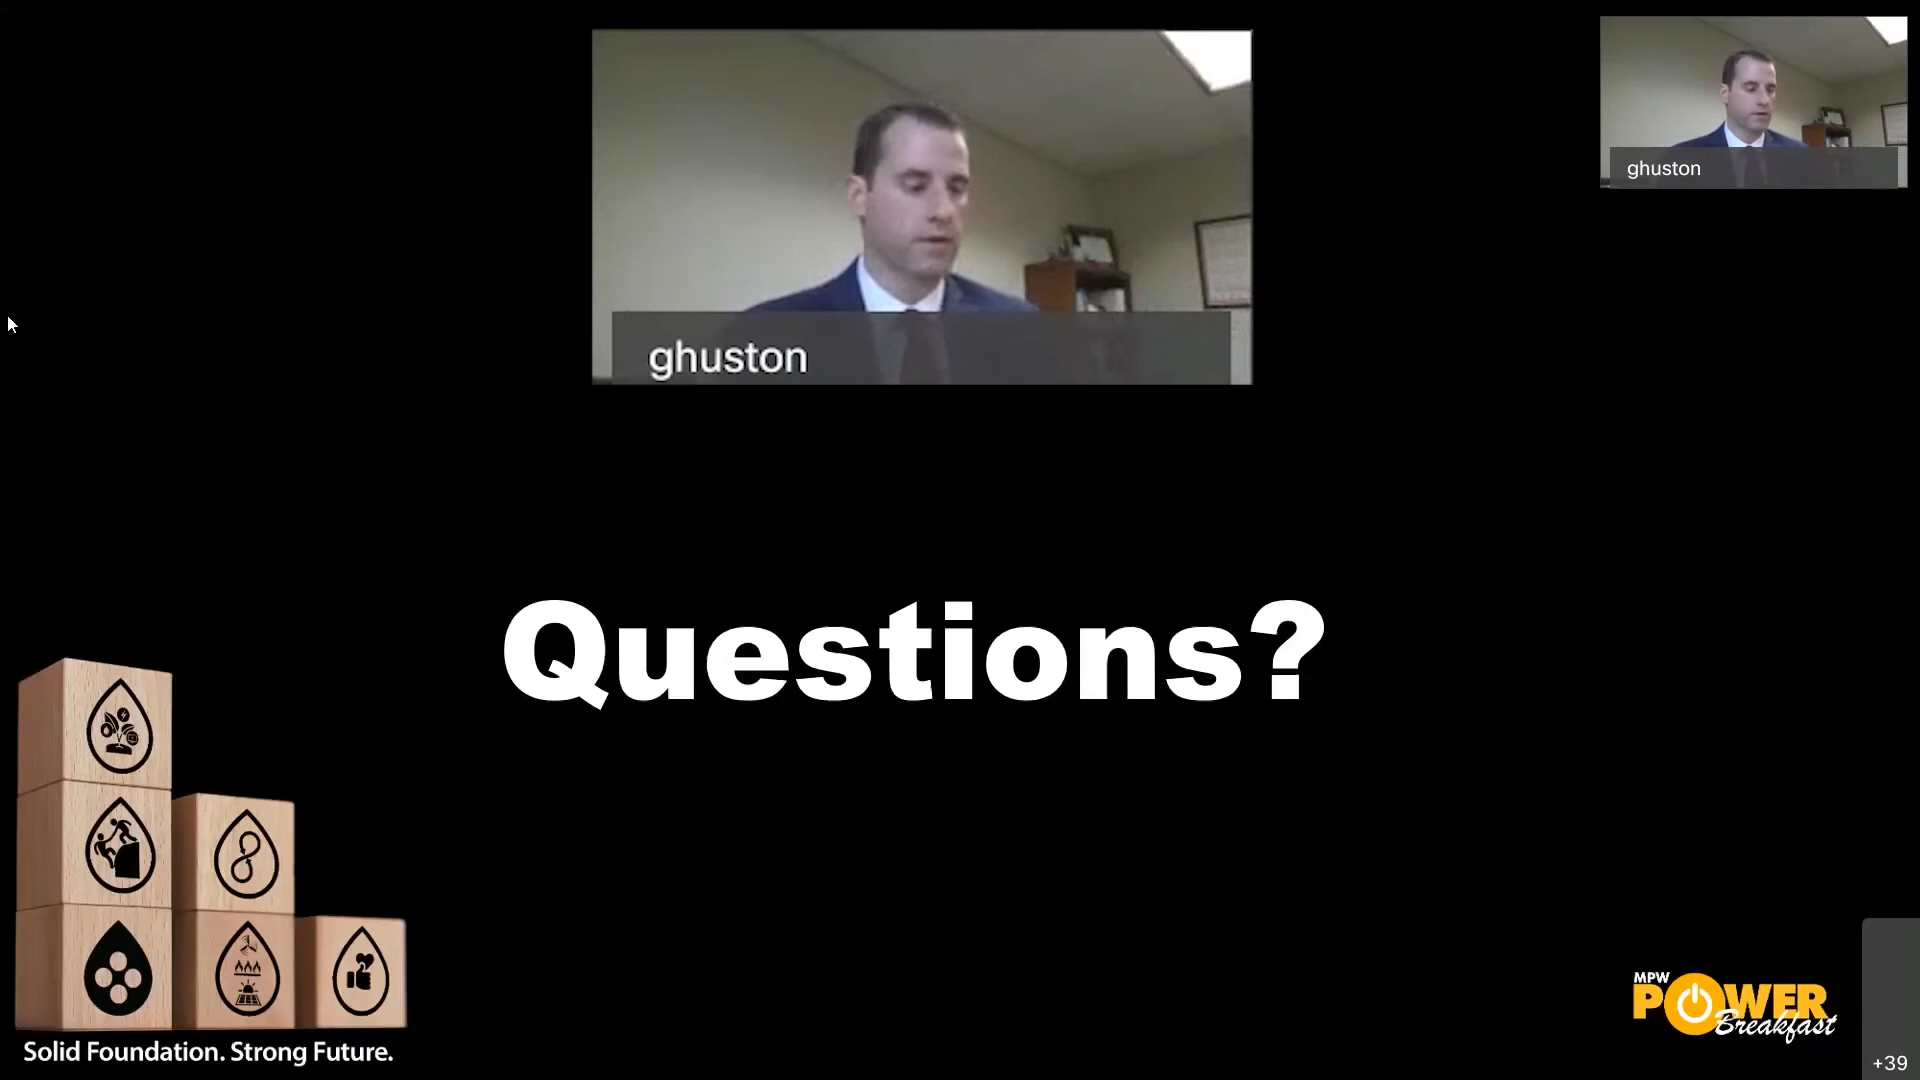 ghuston
ghuston
Questions?
Solid Foundation. Strong Future.
MPW
POWER
Breakfast
+39